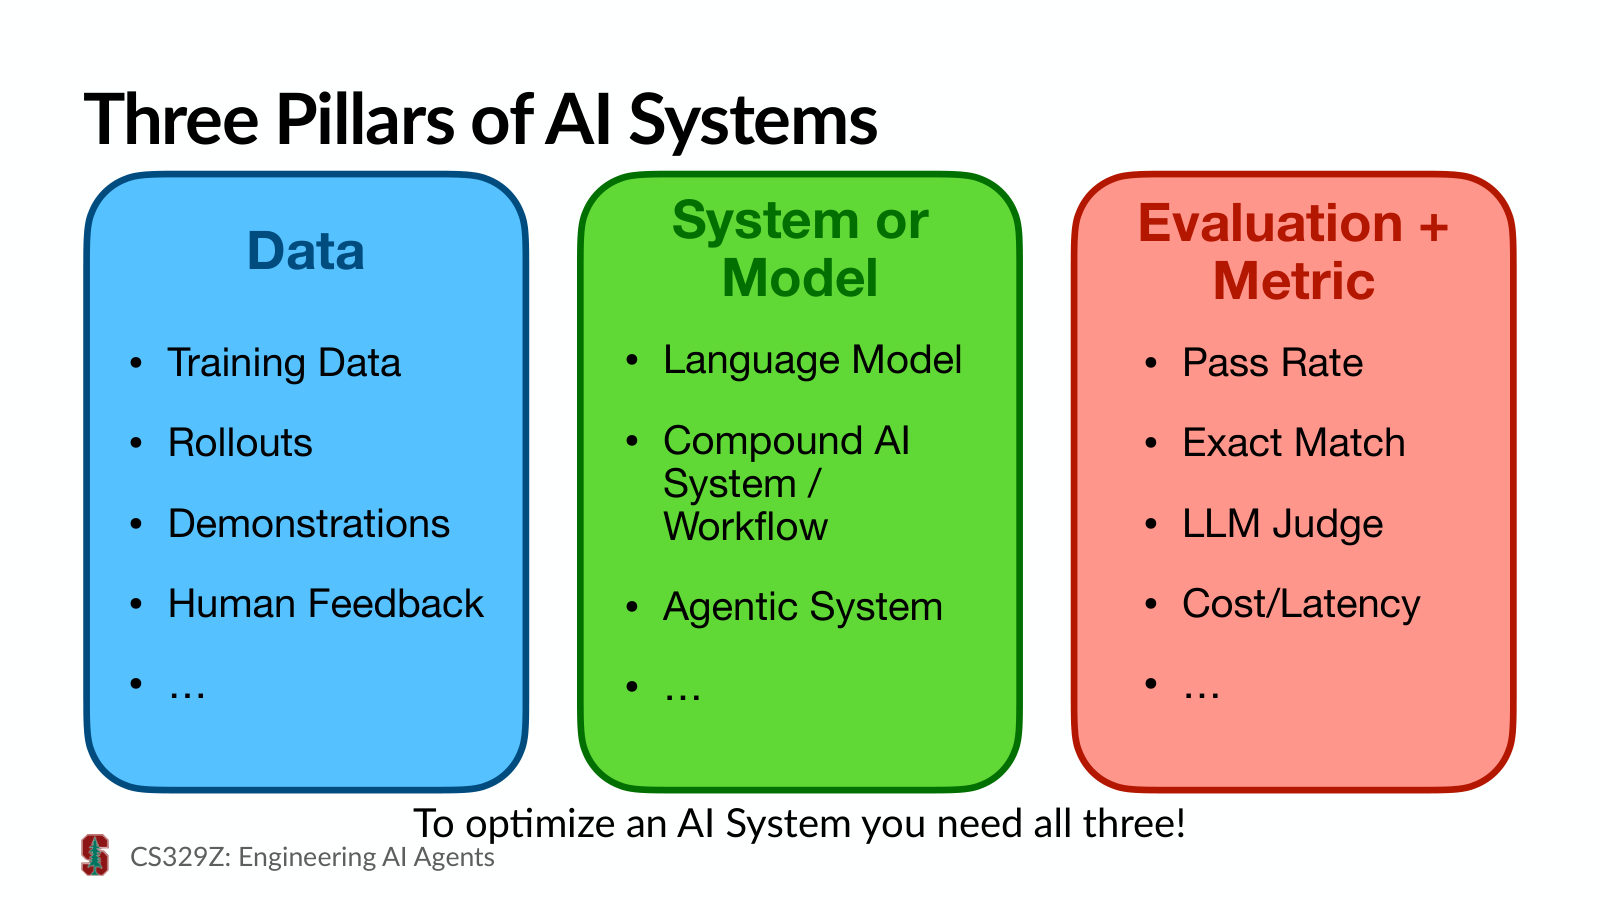 Three Pillars of AI Systems
Data
• Training Data
• Rollouts
• Demonstrations
• Human Feedback
• …
System or
Model
• Language Model
• Compound AI
System /
Workflow
• Agentic System
• …
Evaluation +
Metric
• Pass Rate
• Exact Match
• LLM Judge
• Cost/Latency
• …
To optimize an AI System you need all three!
CS329Z: Engineering AI Agents